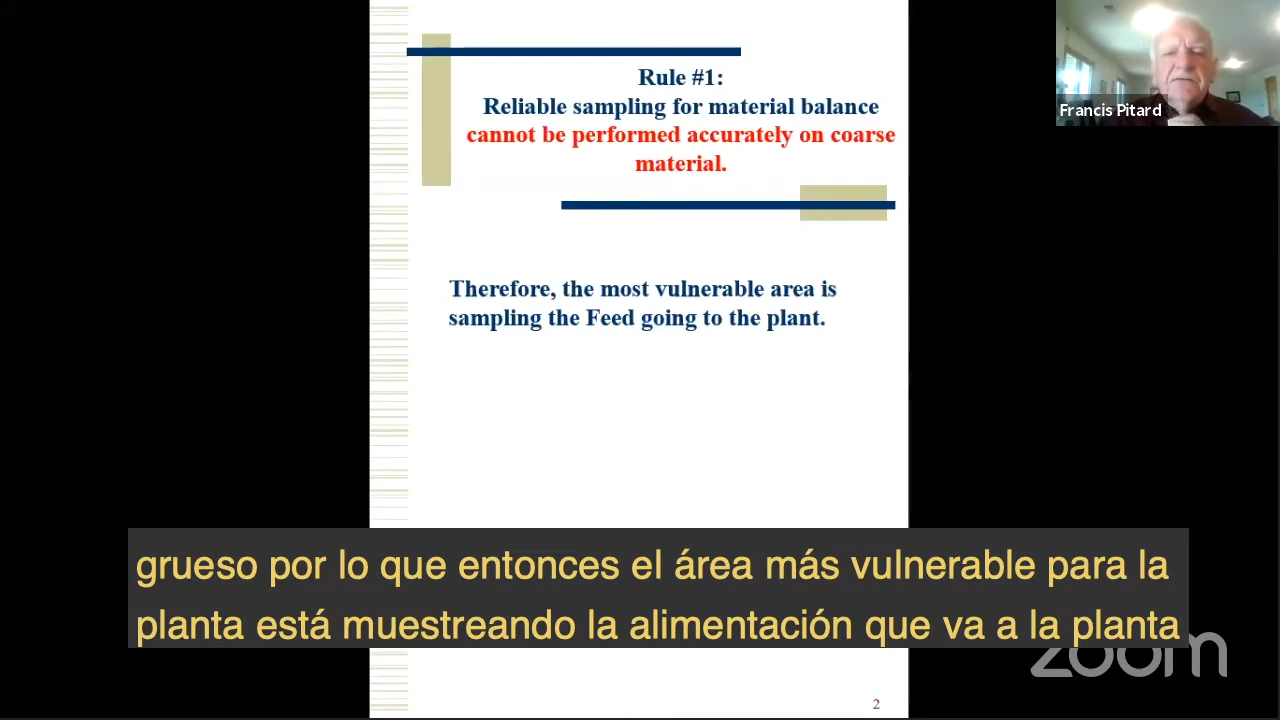 Rule #1:
Reliable sampling for material balance
cannot be performed accurately on coarse
material.
Francis Pitard
Therefore, the most vulnerable area is
sampling the Feed going to the plant.
grueso por lo que entonces el área más vulnerable para la
planta está muestreando la alimentación que va a la planta
zoom
2